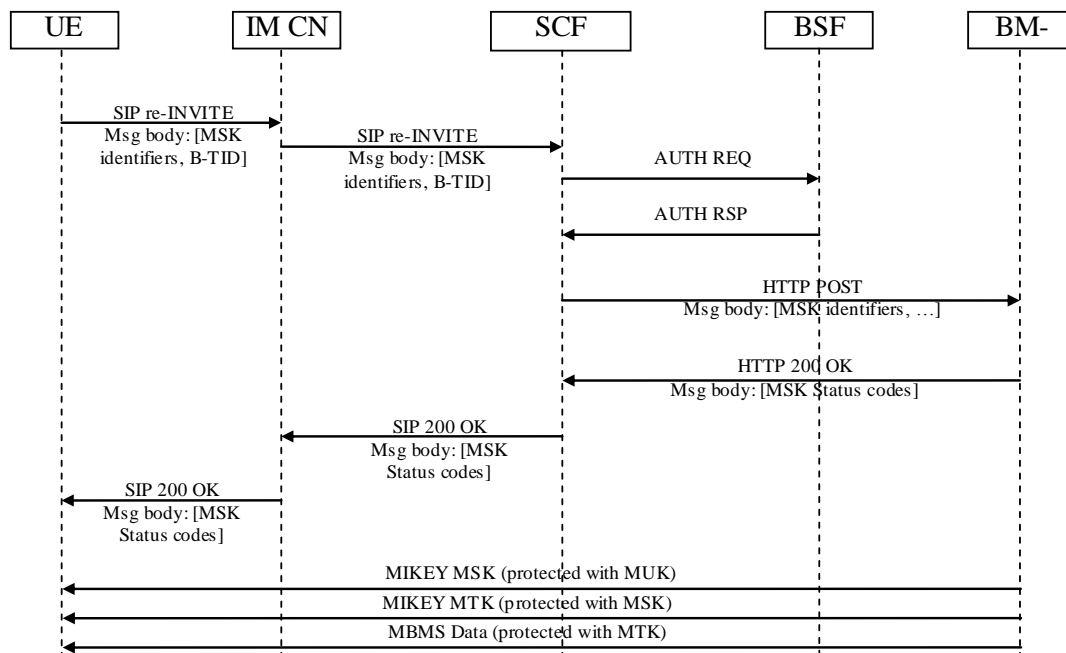 UE
IM CN
SCF
BSF
BM-
SIP re-INVITE
Msg body: [MSK
identifiers, B-TID]
SIP re-INVITE
Msg body: [MSK
identifiers, B-TID]
AUTH REQ
AUTH RSP
HTTP POST
Msg body: [MSK identifiers, …]
HTTP 200 OK
Msg body: [MSK Status codes]
SIP 200 OK
Msg body: [MSK
Status codes]
SIP 200 OK
Msg body: [MSK
Status codes]
MIKEY MSK (protected with MUK)
MIKEY MTK (protected with MSK)
MBMS Data (protected with MTK)